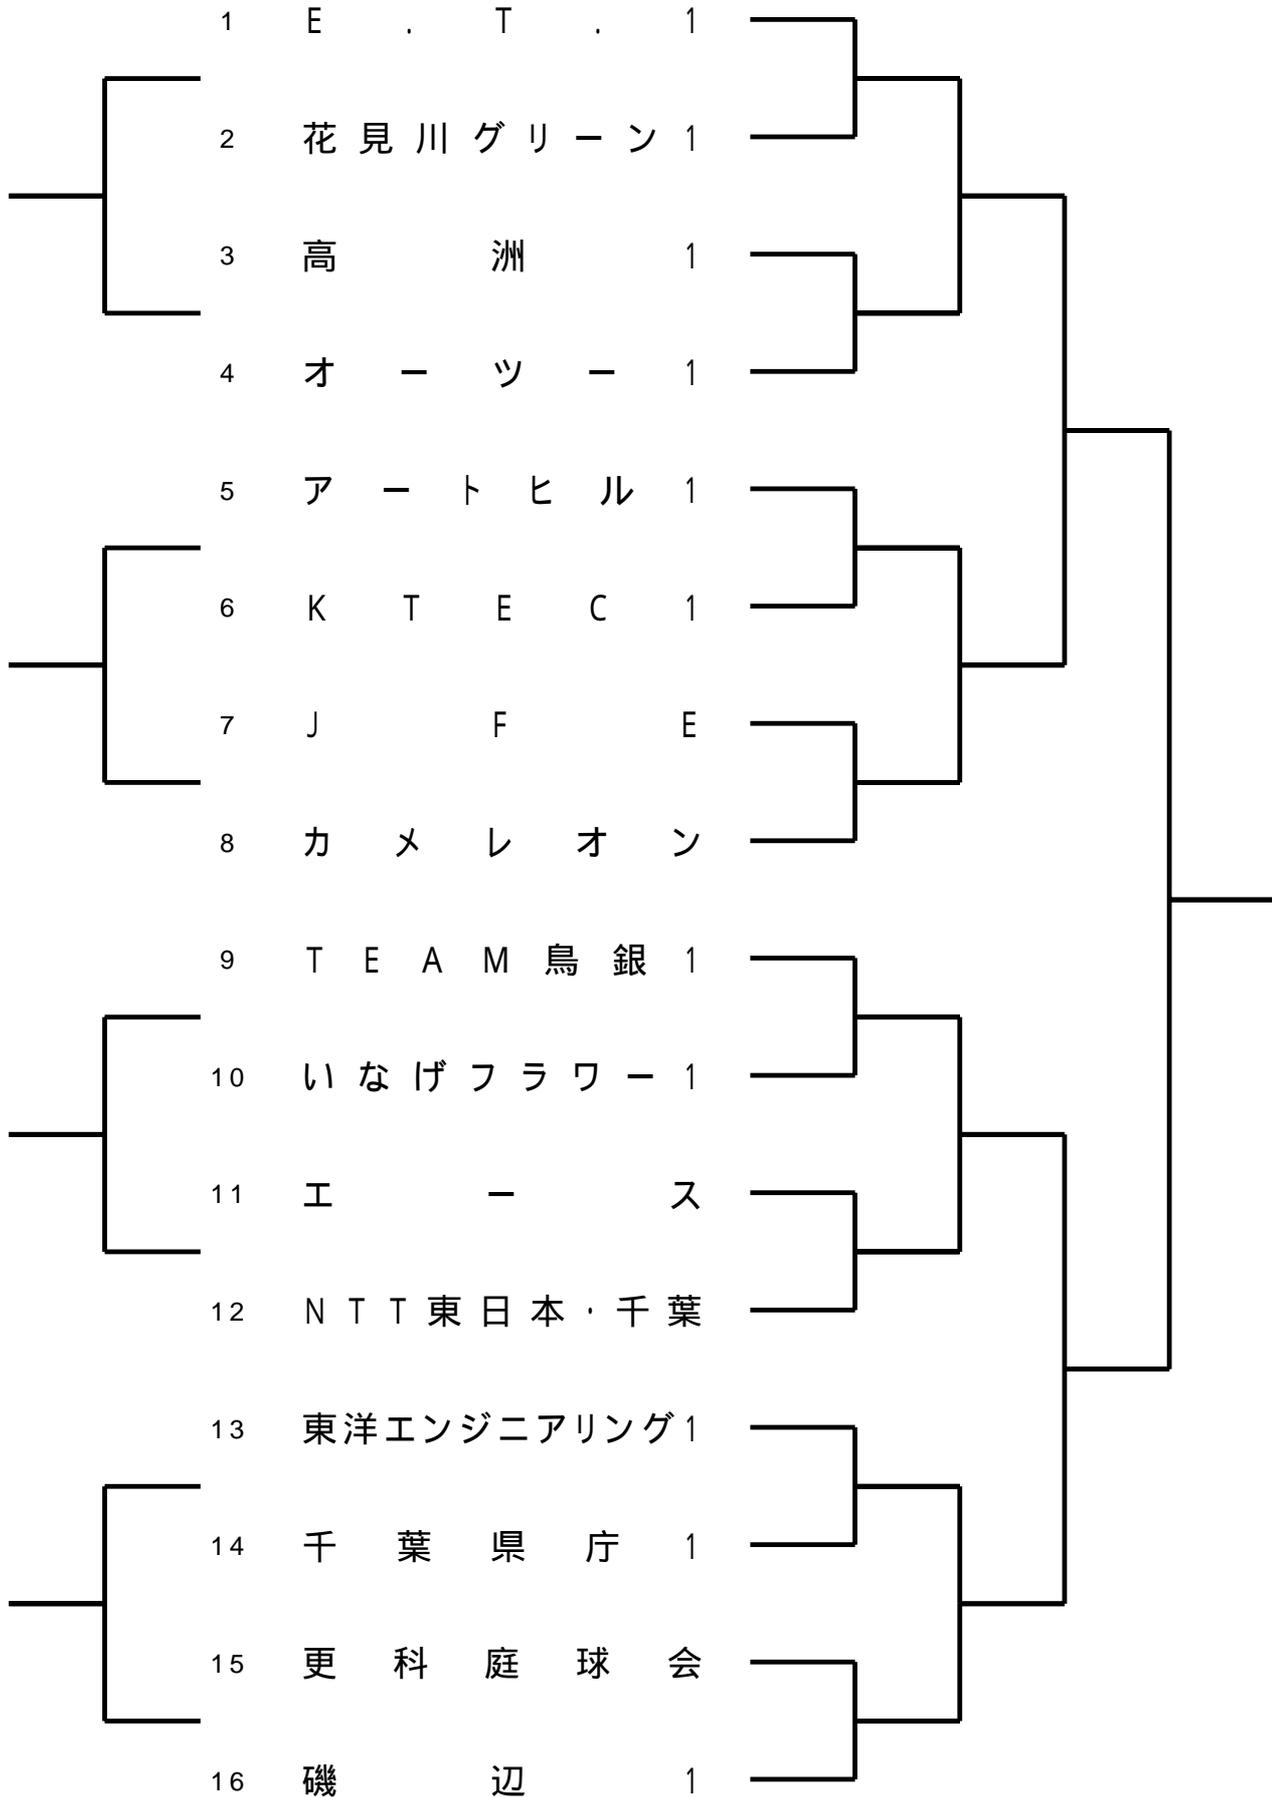 1 E.T.1
2 花見川グリーン1
3 高洲1
4 オーツー1
5 アートヒル1
6 KTEC1
7 JFE
8 カメレオン
9 TEAM鳥銀1
10 いなげフラワー1
11 エース
12 NTT東日本・千葉
13 東洋エンジニアリング1
14 千葉県庁1
15 更科庭球会
16 磯辺1